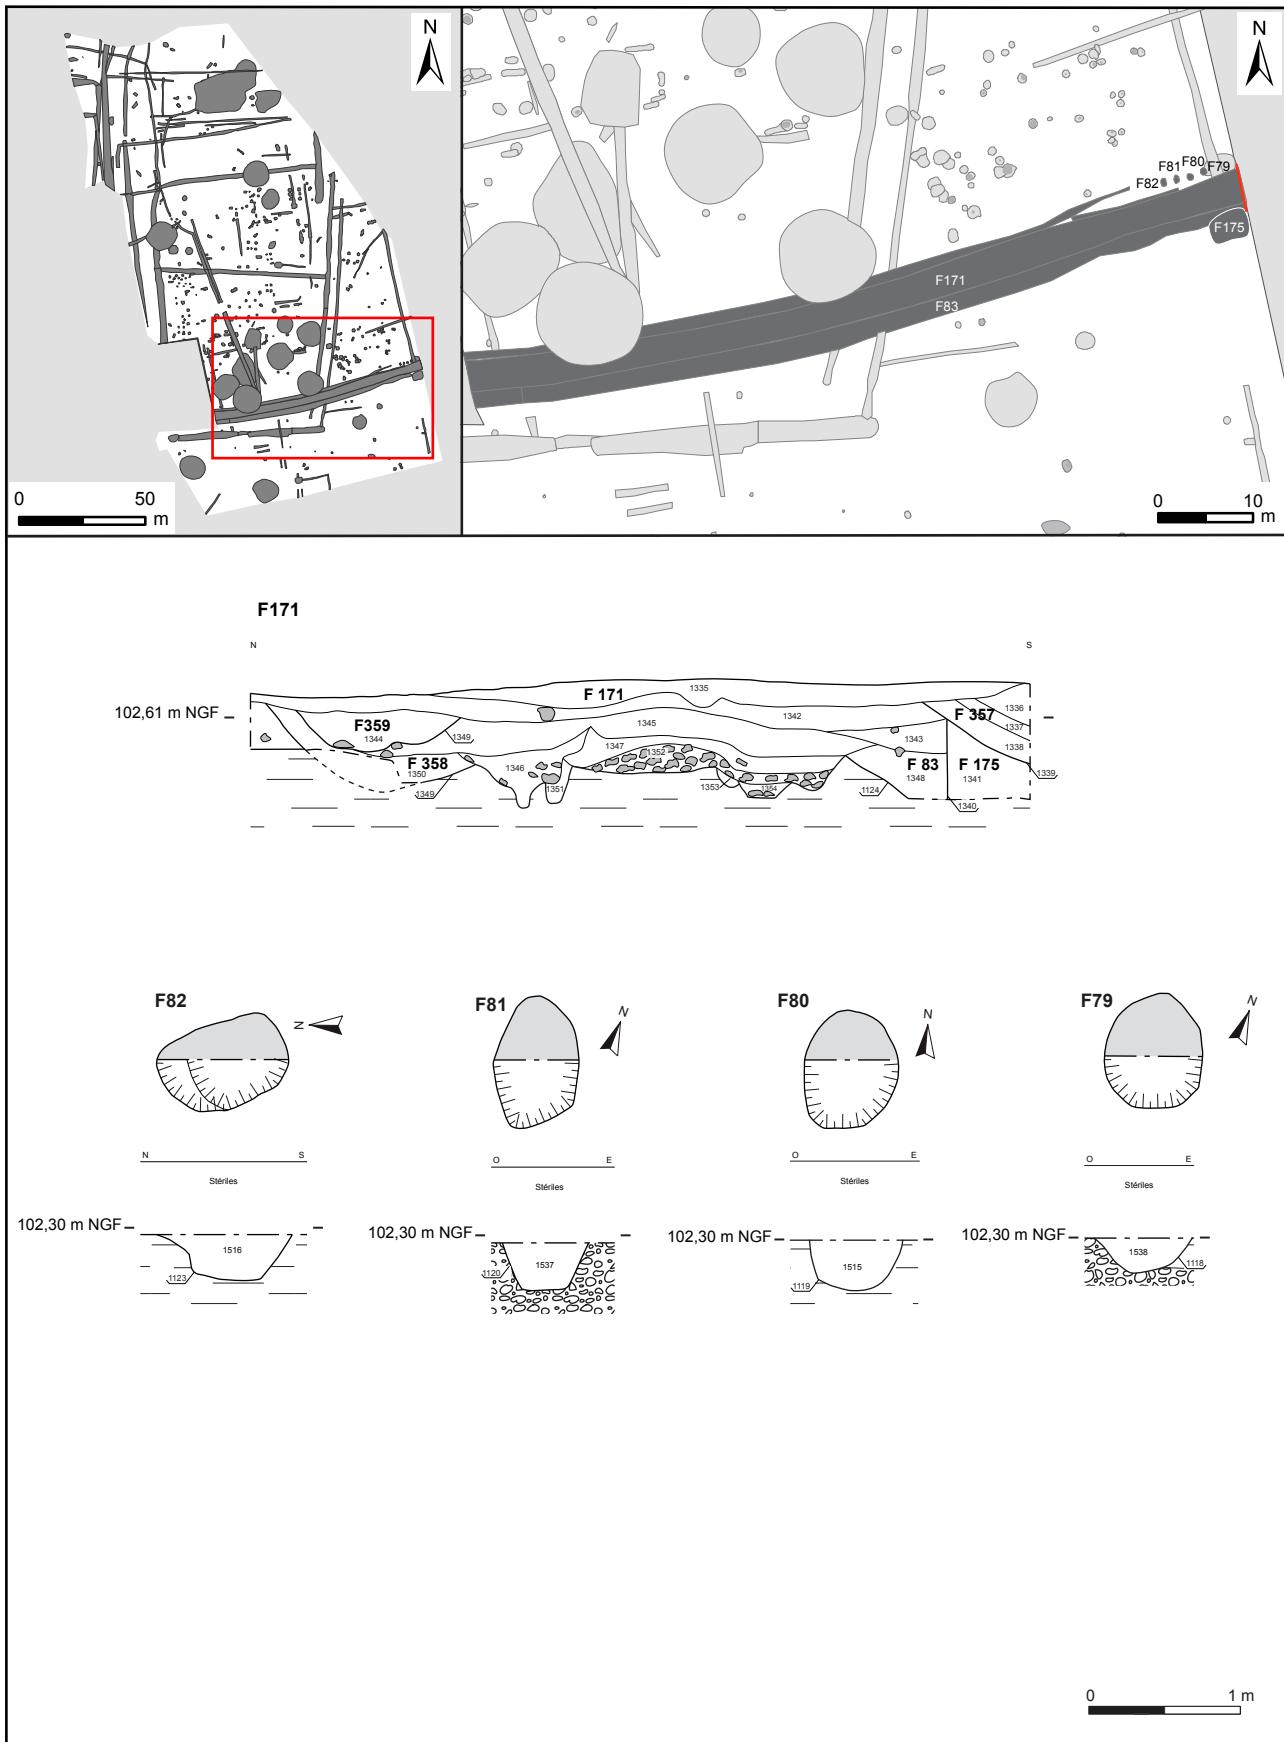 N
0 50 m
N
F79
F80
F81
F82
F175
F171
F83
0 10 m
F171
N S
1335
F 171
102,61 m NGF
F 357
1336
1342
F359
1345
1337
1344
1349
1343
1338
1347
1352
F 358
1346
F 83
F 175
1350
1348
1341
1339
1349
1351
1353
1354
1124
1340
F82
N
F81
N
F80
N
F79
N
N S
O E
O E
O E
Stériles
Stériles
Stériles
Stériles
102,30 m NGF
1516
1123
102,30 m NGF
1537
1120
102,30 m NGF
1515
1119
102,30 m NGF
1538
1118
0 1 m